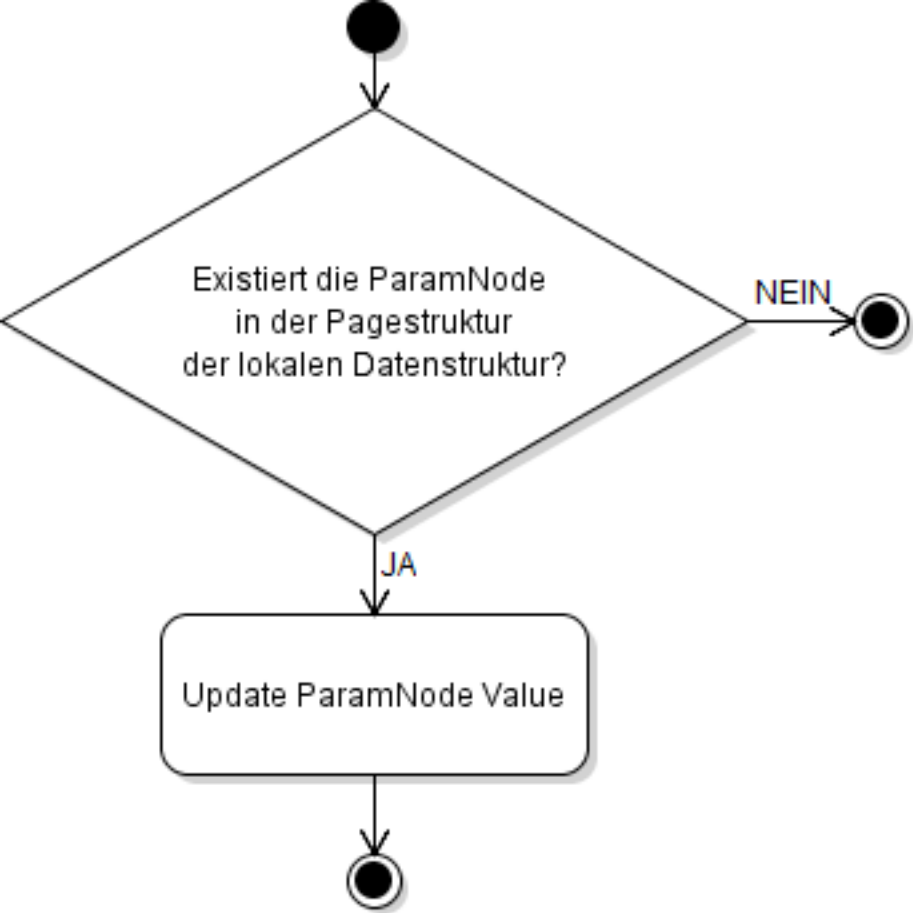 Existiert die ParamNode
in der Pagestruktur
der lokalen Datenstruktur?
NEIN
JA
Update ParamNode Value